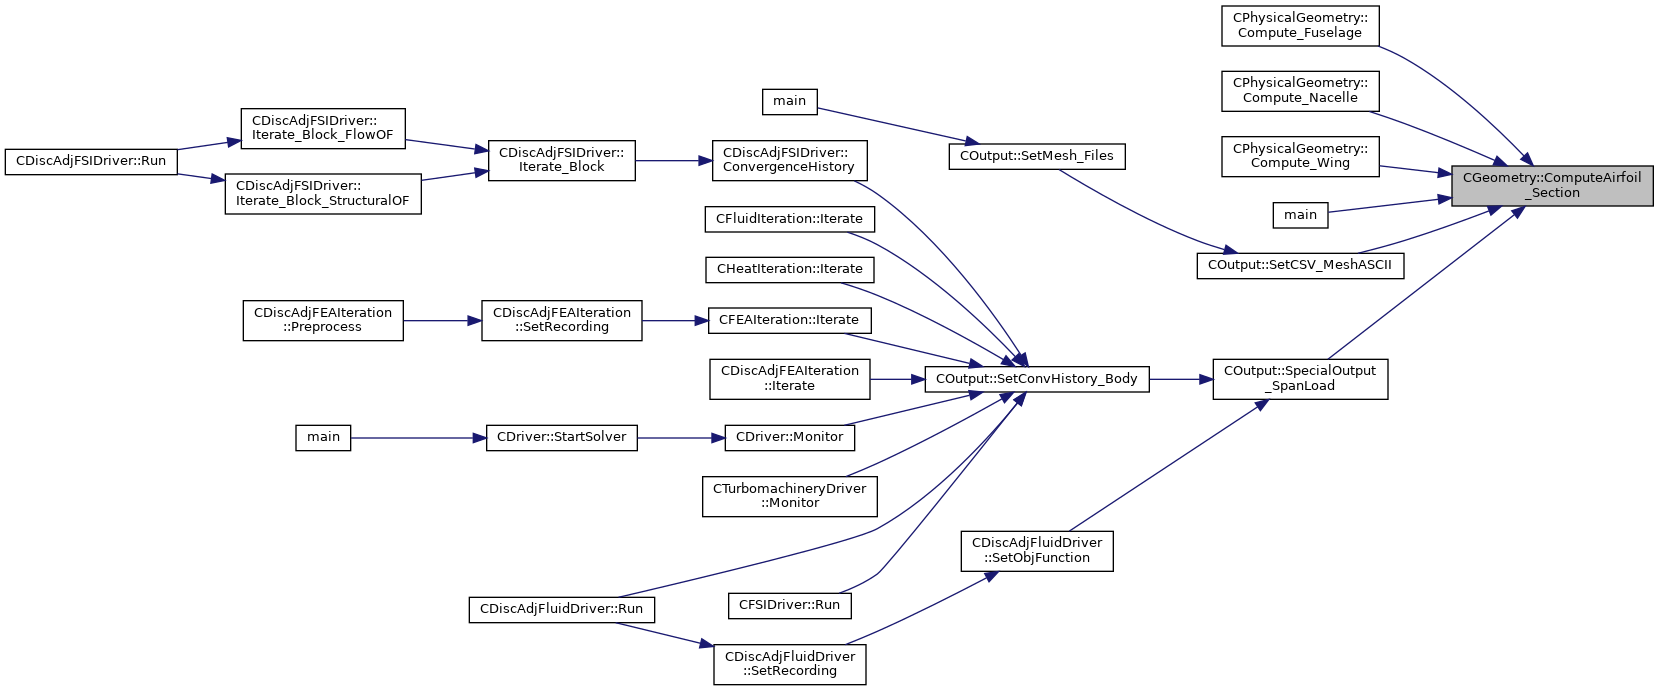 CPhysicalGeometry::
Compute_Fuselage
CPhysicalGeometry::
Compute_Nacelle
main
CDiscAdjFSIDriver::
Iterate_Block_FlowOF
CDiscAdjFSIDriver::Run
CDiscAdjFSIDriver::
Iterate_Block
CDiscAdjFSIDriver::
ConvergenceHistory
COutput::SetMesh_Files
CPhysicalGeometry::
Compute_Wing
CGeometry::ComputeAirfoil
_Section
CDiscAdjFSIDriver::
Iterate_Block_StructuralOF
CFluidIteration::Iterate
main
CHeatIteration::Iterate
COutput::SetCSV_MeshASCII
CDiscAdjFEAIteration
::Preprocess
CDiscAdjFEAIteration
::SetRecording
CFEAIteration::Iterate
CDiscAdjFEAIteration
::Iterate
COutput::SetConvHistory_Body
COutput::SpecialOutput
_SpanLoad
main
CDriver::StartSolver
CDriver::Monitor
CTurbomachineryDriver
::Monitor
CDiscAdjFluidDriver
::SetObjFunction
CDiscAdjFluidDriver::Run
CFSIDriver::Run
CDiscAdjFluidDriver
::SetRecording